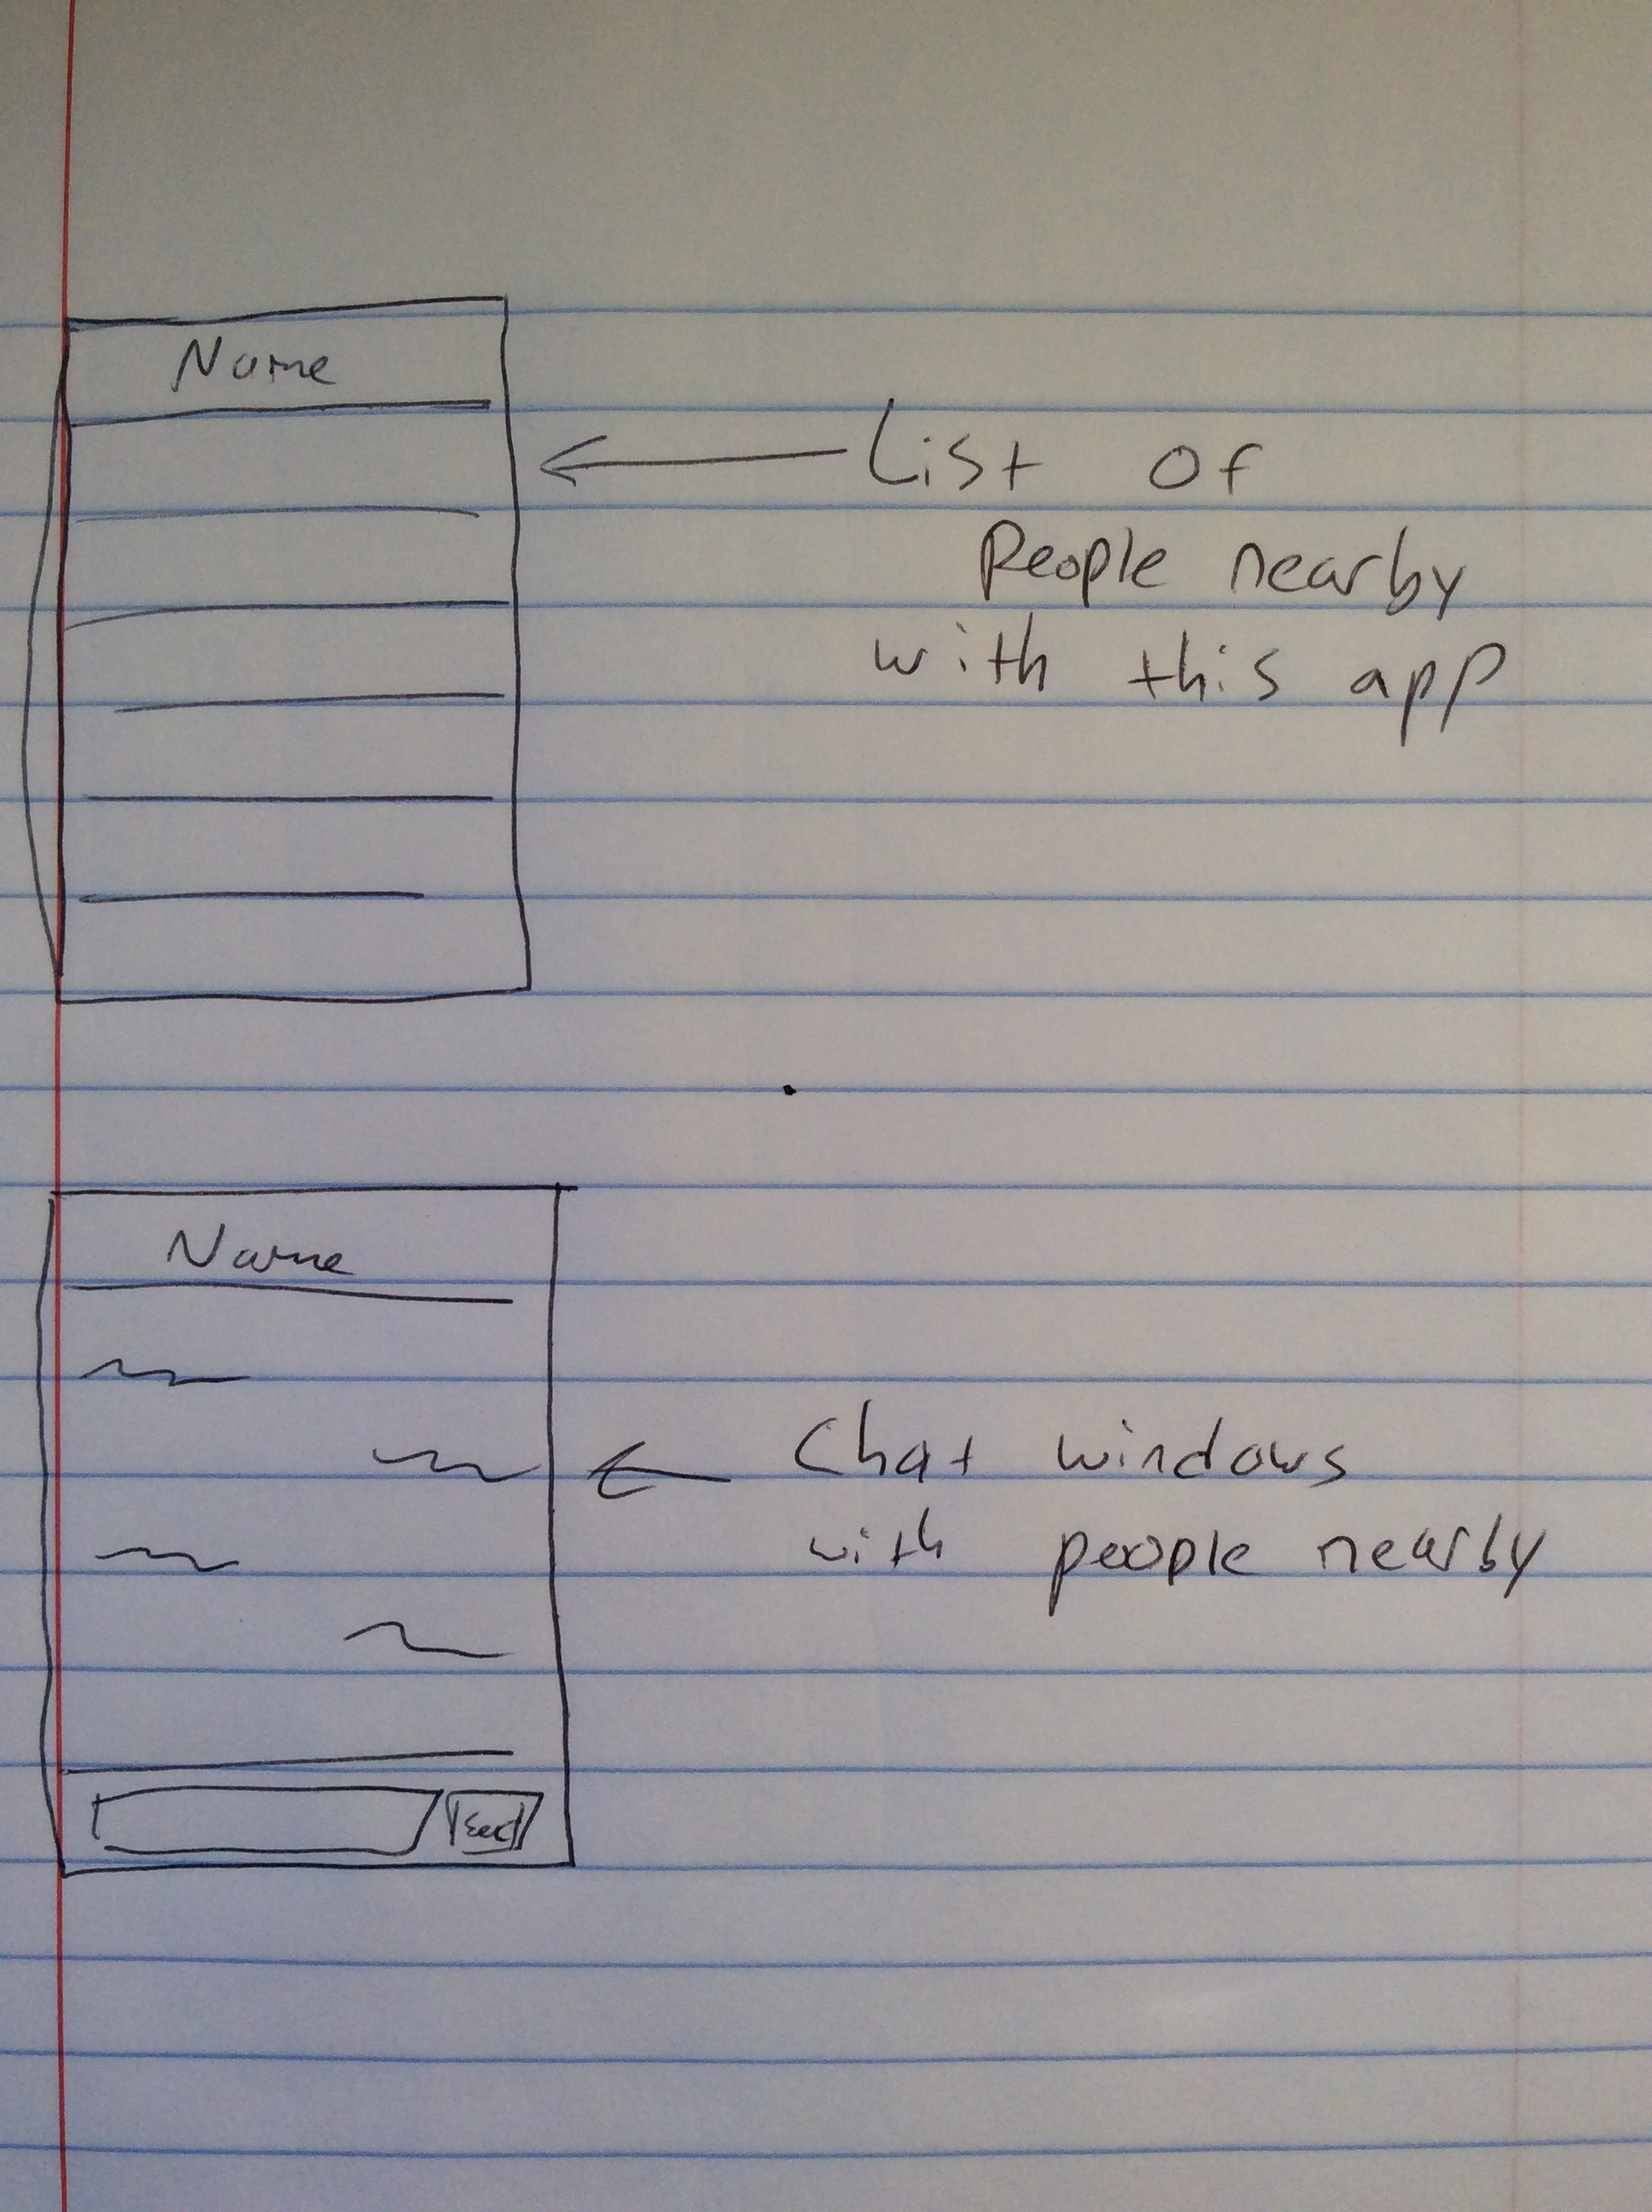 Name
List of
People nearby
with this app
Name
Chat windows
with people nearby
Send